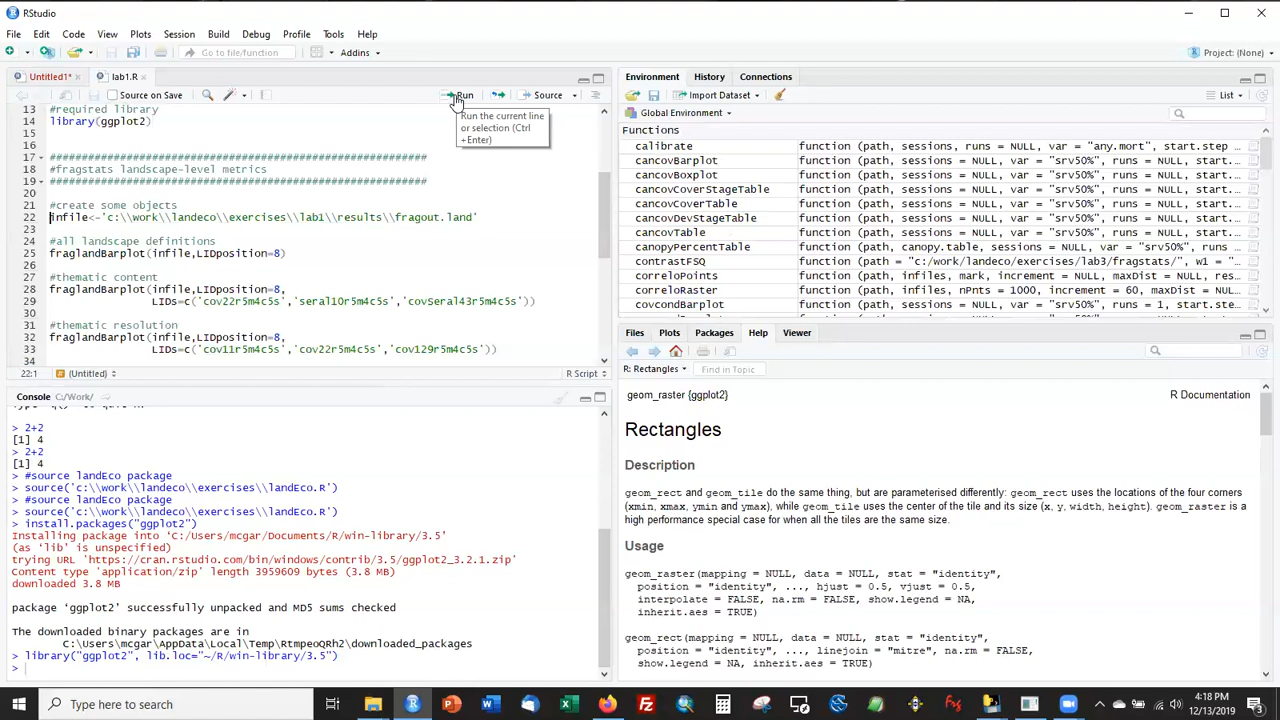 RStudio
File Edit Code View Plots Session Build Debug Profile Tools Help
Go to file/function
Addins
Project: (None)
Untitled1*
lab1.R
Source on Save
Run
Source
Run the current line
or selection (Ctrl
+Enter)
13 #required library
14 library(ggplot2)
15
16
17 ###########################################################
18 #fragstats landscape-level metrics
19 ###########################################################
20
21 #create some objects
22 infile<-'c:\\work\\landeco\\exercises\\lab1\\results\\fragout.land'
23
24 #all landscape definitions
25 fraglandBarplot(infile,LIDposition=8)
26
27 #thematic content
28 fraglandBarplot(infile,LIDposition=8,
29 LIDs=c('cov22r5m4c5s','seral10r5m4c5s','covSeral43r5m4c5s'))
30
31 #thematic resolution
32 fraglandBarplot(infile,LIDposition=8,
33 LIDs=c('cov11r5m4c5s','cov22r5m4c5s','cov129r5m4c5s'))
34
22:1 (Untitled) R Script
Console C:/Work/
> 2+2
[1] 4
> 2+2
[1] 4
> #source landEco package
> source('c:\\work\\landeco\\exercises\\landEco.R')
> #source landEco package
> source('c:\\work\\landeco\\exercises\\landEco.R')
> install.packages("ggplot2")
Installing package into 'C:/Users/mcgar/Documents/R/win-library/3.5'
(as 'lib' is unspecified)
trying URL 'https://cran.rstudio.com/bin/windows/contrib/3.5/ggplot2_3.2.1.zip'
Content type 'application/zip' length 3959609 bytes (3.8 MB)
downloaded 3.8 MB
package 'ggplot2' successfully unpacked and MD5 sums checked
The downloaded binary packages are in
C:\Users\mcgar\AppData\Local\Temp\RtmpeoQRh2\downloaded_packages
> library("ggplot2", lib.loc="~/R/win-library/3.5")
>
Environment History Connections
Import Dataset
List
Global Environment
Functions
calibrate function (path, sessions, runs = NULL, var = "any.mort", start.step …
cancovBarplot function (path, sessions = NULL, var = "srv50%", start.step = NULL, …
cancovBoxplot function (path, sessions = NULL, var = "srv50%", start.step = NULL, …
cancovCoverStageTable function (path, sessions = NULL, var = "srv50%", start.step = NULL, …
cancovCoverTable function (path, sessions = NULL, var = "srv50%", start.step = NULL, …
cancovDevStageTable function (path, sessions = NULL, var = "srv50%", start.step = NULL, …
cancovTable function (path, sessions = NULL, var = "srv50%", start.step = NULL, …
canopyPercentTable function (path, canopy.table, sessions = NULL, var = "srv50%", runs …
contrastFSQ function (path = "c:/work/landeco/exercises/lab3/fragstats/", w1 = "…
correloPoints function (path, infiles, mark, increment = NULL, maxDist = NULL, res…
correloRaster function (path, infiles, nPnts = 1000, increment = 60, maxDist = NUL…
covcondBarplot function (path, sessions = NULL, var = "srv50%", runs = 1, start.ste…
Files Plots Packages Help Viewer
R: Rectangles
Find in Topic
geom_raster {ggplot2} R Documentation
Rectangles
Description
geom_rect and geom_tile do the same thing, but are parameterised differently: geom_rect uses the locations of the four corners
(xmin, xmax, ymin and ymax), while geom_tile uses the center of the tile and its size (x, y, width, height). geom_raster is a
high performance special case for when all the tiles are the same size.
Usage
geom_raster(mapping = NULL, data = NULL, stat = "identity",
position = "identity", ..., hjust = 0.5, vjust = 0.5,
interpolate = FALSE, na.rm = FALSE, show.legend = NA,
inherit.aes = TRUE)
geom_rect(mapping = NULL, data = NULL, stat = "identity",
position = "identity", ..., linejoin = "mitre", na.rm = FALSE,
show.legend = NA, inherit.aes = TRUE)
Type here to search
4:18 PM
12/13/2019